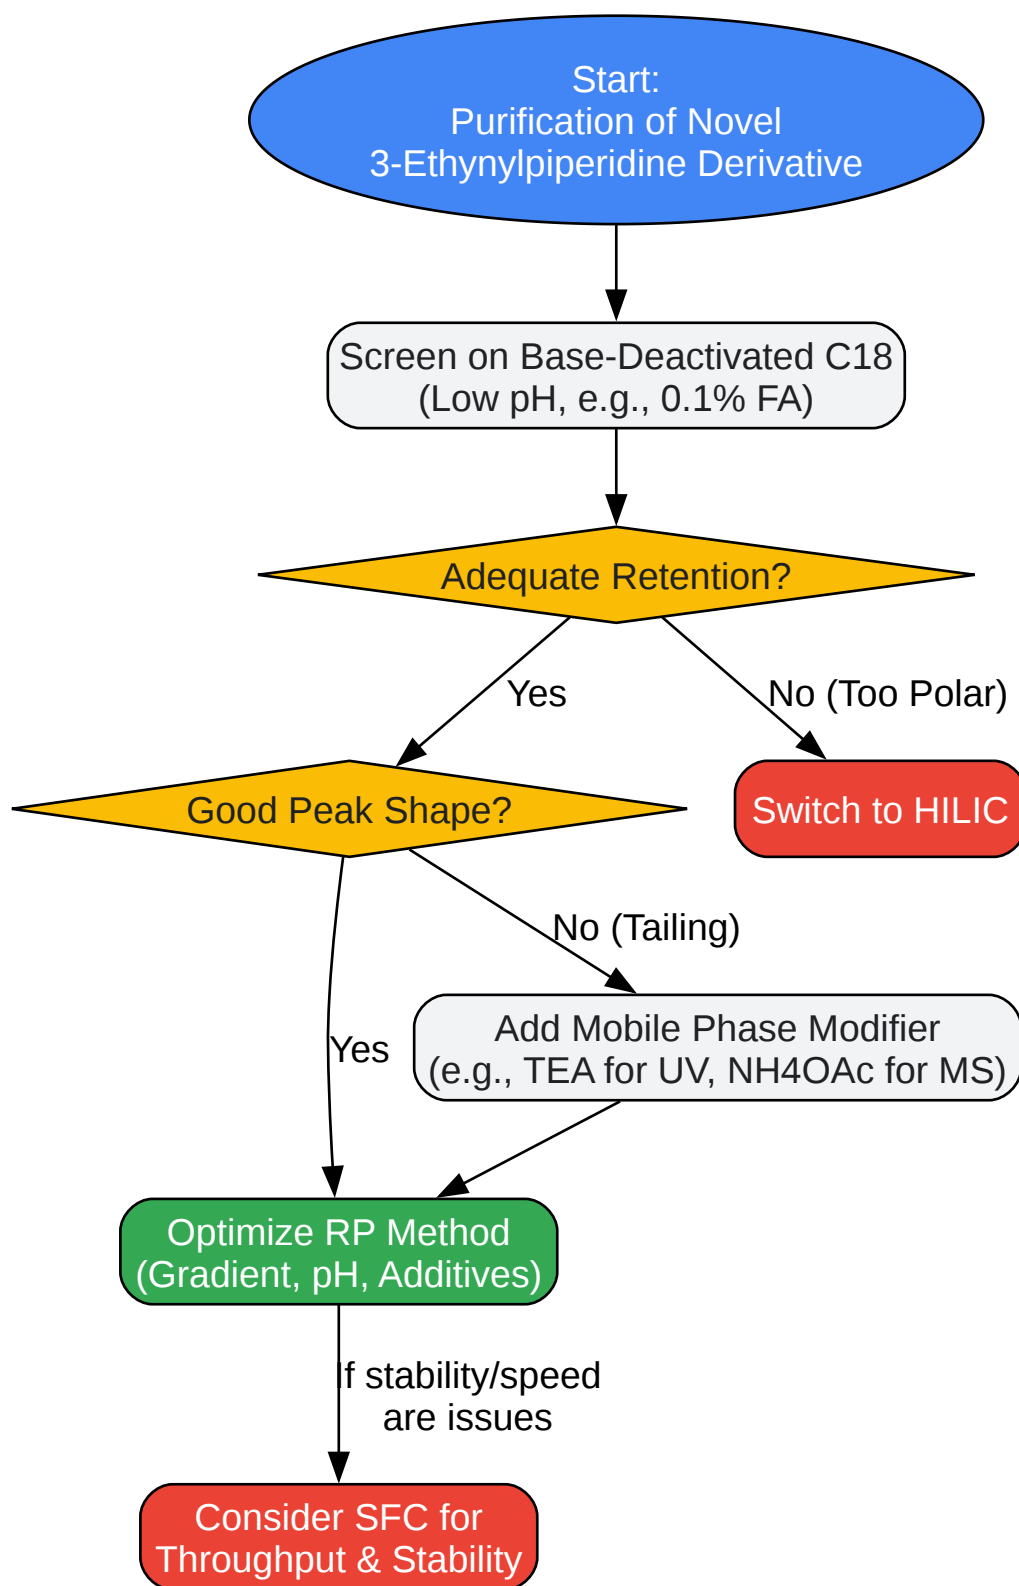 Start:
Purification of Novel
3-Ethynylpiperidine Derivative
Screen on Base-Deactivated C18
(Low pH, e.g., 0.1% FA)
Adequate Retention?
Yes
No (Too Polar)
Good Peak Shape?
Switch to HILIC
No (Tailing)
Yes
Add Mobile Phase Modifier
(e.g., TEA for UV, NH4OAc for MS)
Optimize RP Method
(Gradient, pH, Additives)
If stability/speed
are issues
Consider SFC for
Throughput & Stability